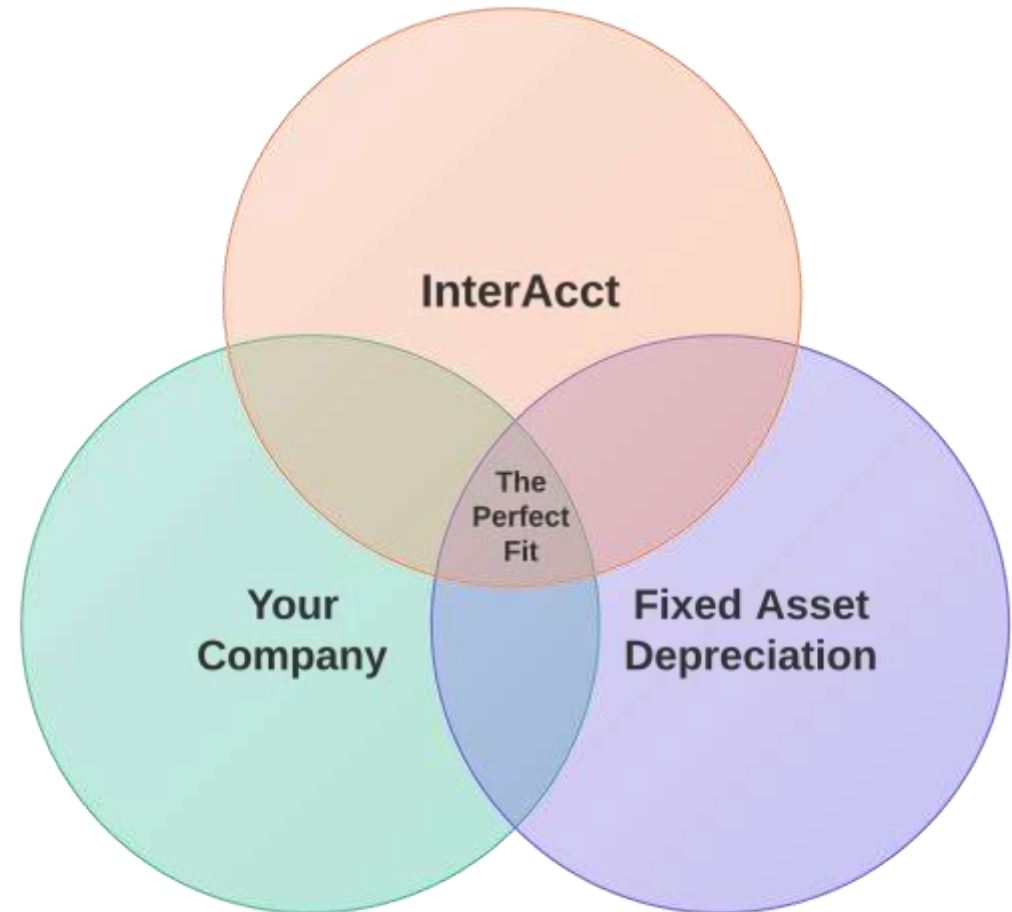 InterAcct
The
Perfect
Fit
Your
Company
Fixed Asset
Depreciation